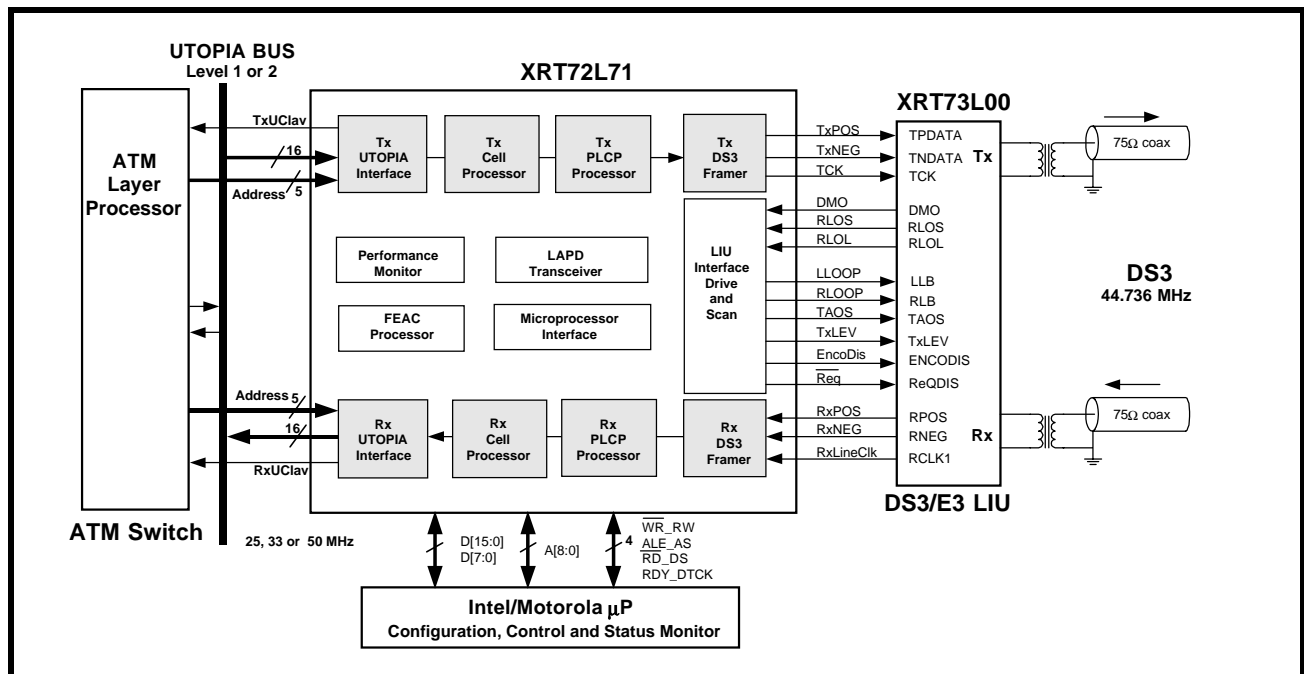 UTOPIA BUS
Level 1 or 2
XRT72L71
XRT73L00
ATM
Layer
Processor
TxUClav
16
Address
5
Tx
UTOPIA
Interface
Tx
Cell
Processor
Tx
PLCP
Processor
Tx
DS3
Framer
TxPOS
TxNEG
TCK
TPDATA
TNDATA
TCK
Tx
75Ω coax
Performance
Monitor
LAPD
Transceiver
FEAC
Processor
Microprocessor
Interface
LIU
Interface
Drive
and
Scan
DMO
RLOS
RLOL
LLOOP
RLOOP
TAOS
TxLEV
EncoDis
Req
DMO
RLOS
RLOL
LLB
RLB
TAOS
TxLEV
ENCODIS
ReQDIS
DS3
44.736 MHz
Address
5
16
RxUClav
Rx
UTOPIA
Interface
Rx
Cell
Processor
Rx
PLCP
Processor
Rx
DS3
Framer
RxPOS
RxNEG
RxLineClk
RPOS
RNEG
RCLK1
Rx
75Ω coax
ATM Switch
DS3/E3 LIU
25, 33 or 50 MHz
D[15:0]
D[7:0]
A[8:0]
4
WR_RW
ALE_AS
RD_DS
RDY_DTCK
Intel/Motorola µP
Configuration, Control and Status Monitor